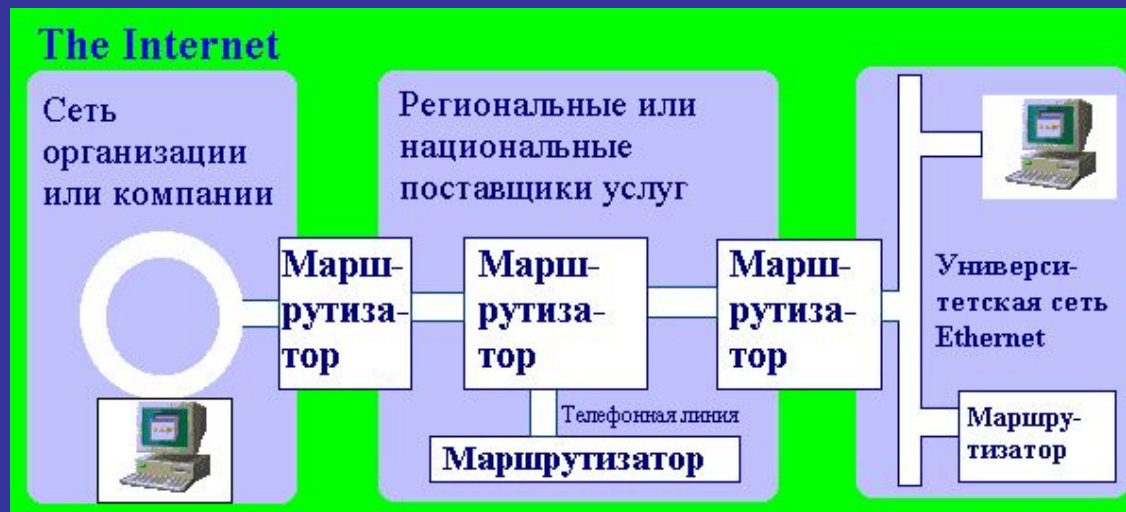 The Internet
Сеть
организации
или компании
Региональные или
национальные
поставщики услуг
Марш-
рутиза-
тор
Марш-
рутиза-
тор
Марш-
рутиза-
тор
Телефонная линия
Маршрутизатор
Универси-
тетская сеть
Ethernet
Маршру-
тизатор